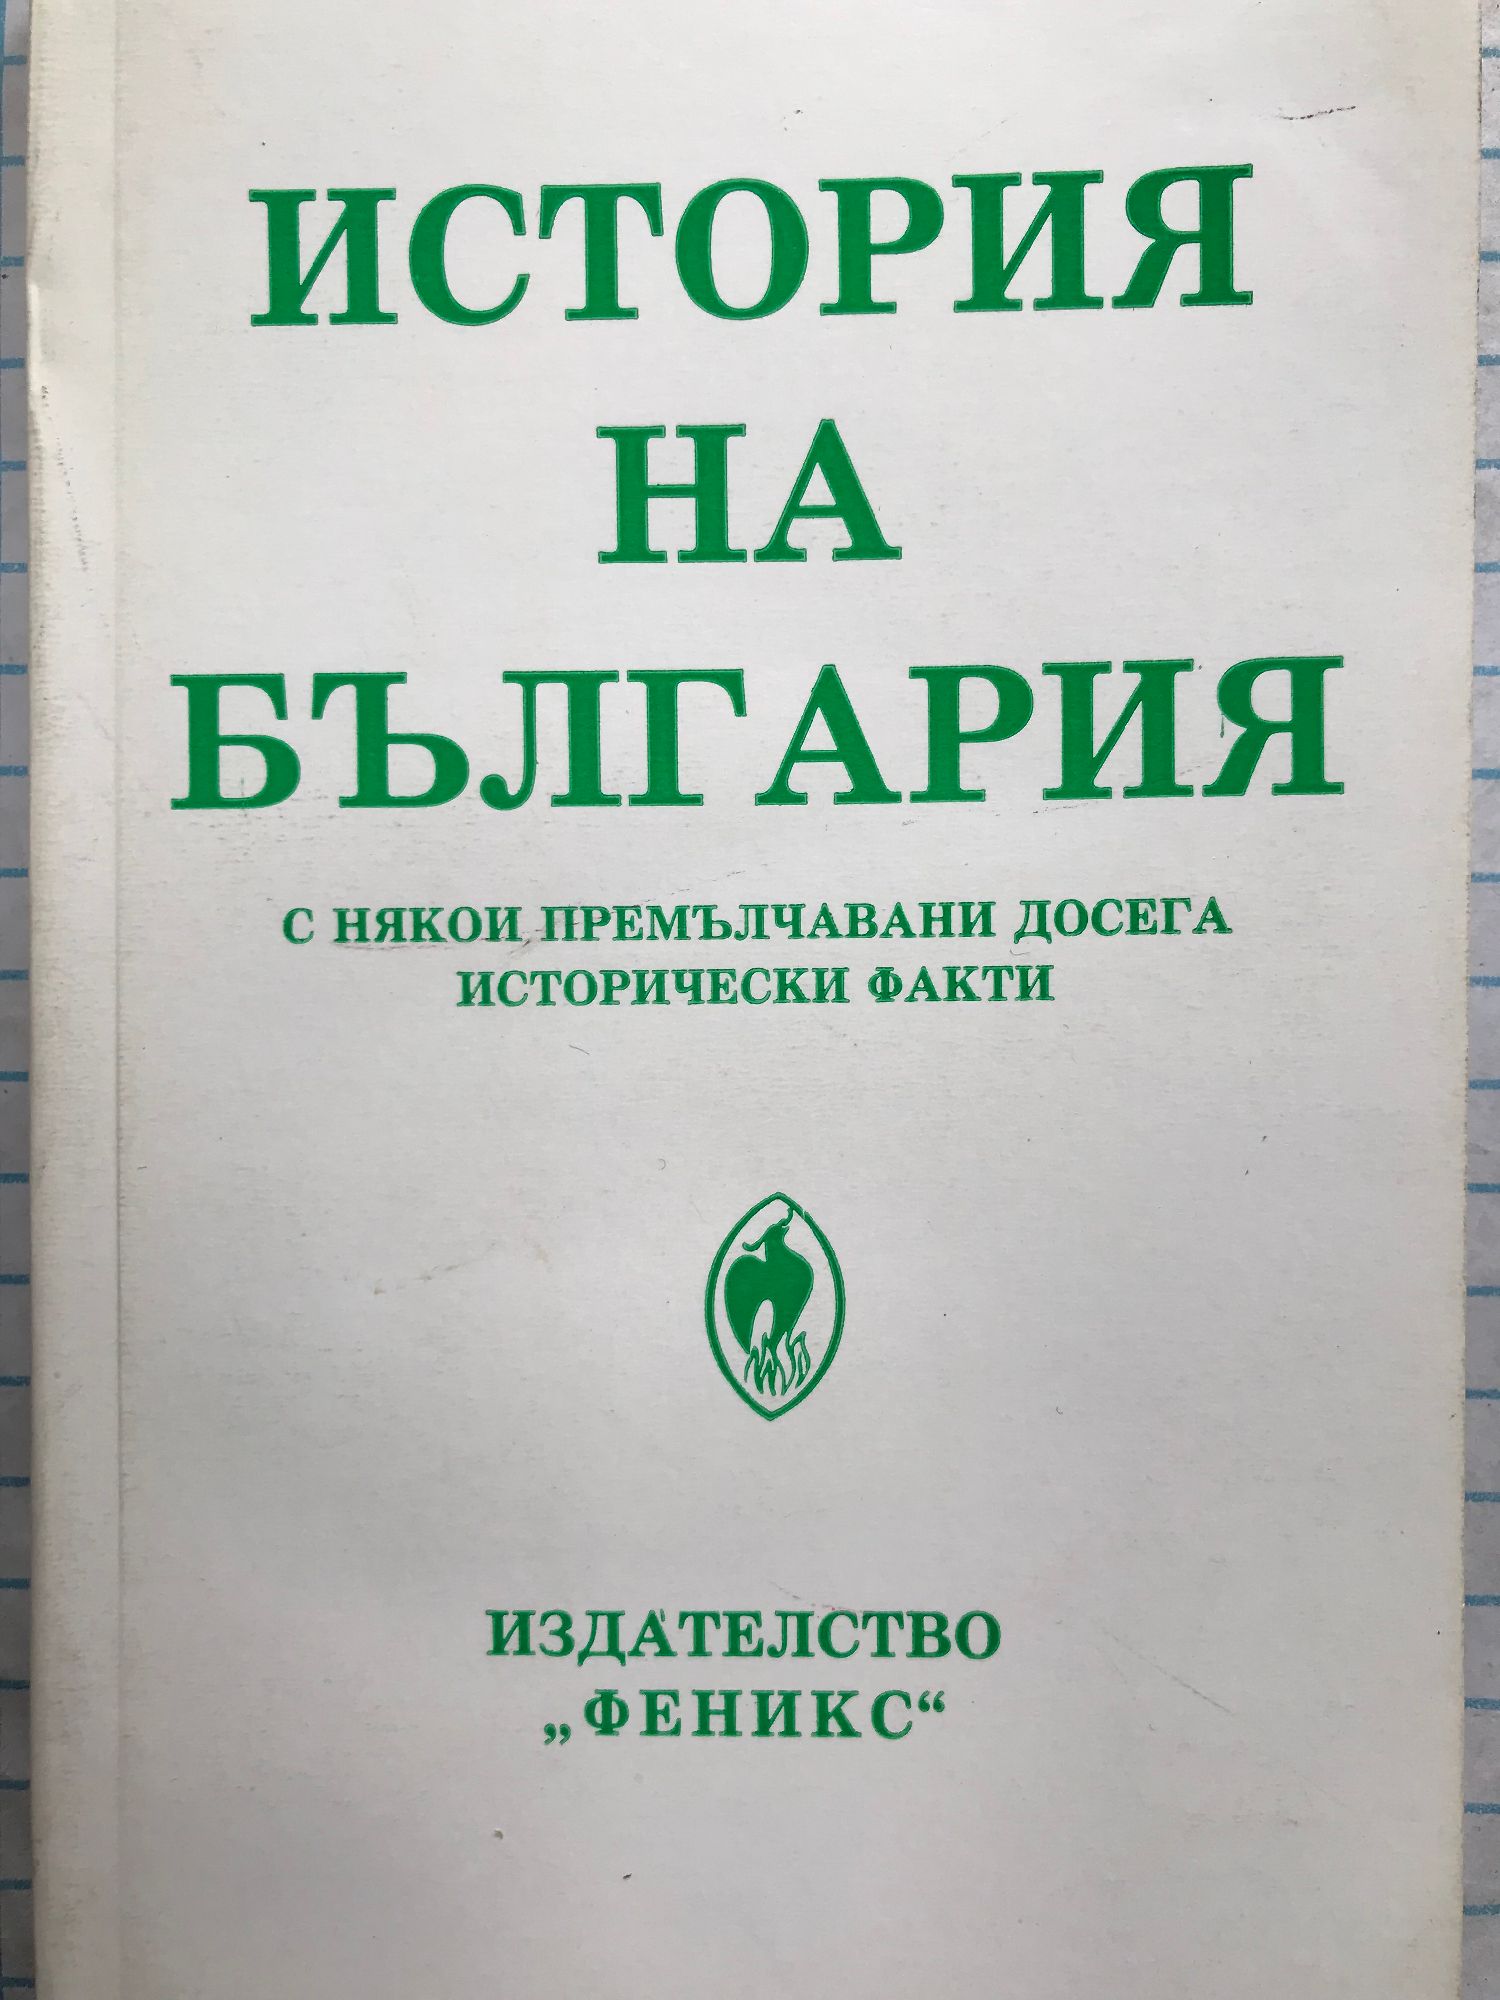 ИСТОРИЯ
НА
БЪЛГАРИЯ
С НЯКОИ ПРЕМЪЛЧАВАНИ ДОСЕГА
ИСТОРИЧЕСКИ ФАКТИ
ИЗДАТЕЛСТВО
„ФЕНИКС“